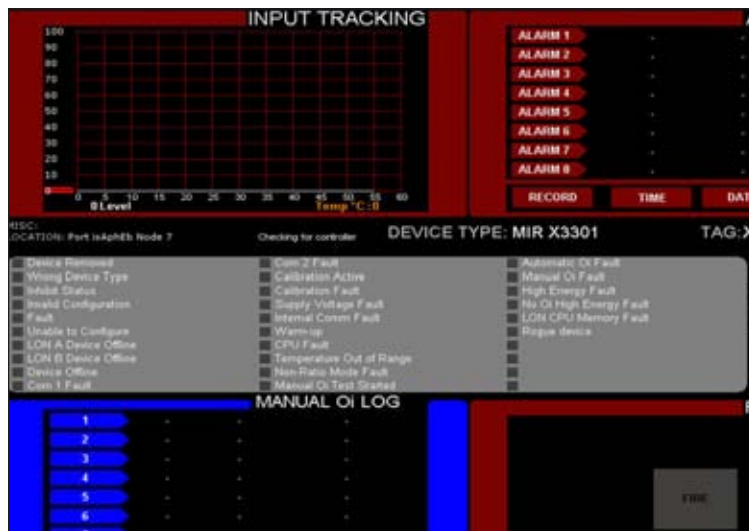 INPUT TRACKING
100
90
80
70
60
50
40
30
20
10
0
0 5 10 15 20 25 30 35 40 45 50 55 60
0 Level
Temp °C :0
ALARM 1 - -
ALARM 2 - -
ALARM 3 - -
ALARM 4 - -
ALARM 5 - -
ALARM 6 - -
ALARM 7 - -
ALARM 8 - -
RECORD TIME DAT
MISC:
LOCATION: Port isAphEb Node 7 Checking for controller DEVICE TYPE: MIR X3301 TAG:X
Device Removed
Wrong Device Type
Inhibit Status
Invalid Configuration
Fault
Unable to Configure
LON A Device Offline
LON B Device Offline
Device Offline
Com 1 Fault
Com 2 Fault
Calibration Active
Calibration Fault
Supply Voltage Fault
Internal Comm Fault
Warm-up
CPU Fault
Temperature Out of Range
Non-Ratio Mode Fault
Manual Oi Test Started
Automatic Oi Fault
Manual Oi Fault
High Energy Fault
No Oi High Energy Fault
LON CPU Memory Fault
Rogue device
MANUAL Oi LOG
1 - - -
2 - - -
3 - - -
4 - - -
5 - - -
6 - - -
FIRE